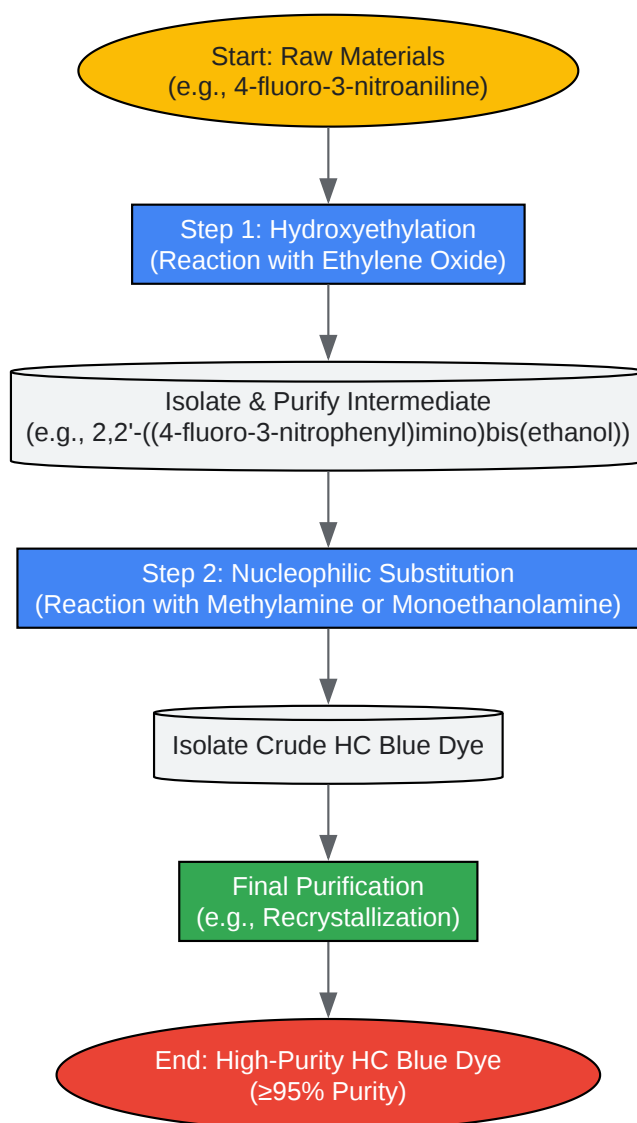 Start: Raw Materials
(e.g., 4-fluoro-3-nitroaniline)
Step 1: Hydroxyethylation
(Reaction with Ethylene Oxide)
Isolate & Purify Intermediate
(e.g., 2,2'-((4-fluoro-3-nitrophenyl)imino)bis(ethanol))
Step 2: Nucleophilic Substitution
(Reaction with Methylamine or Monoethanolamine)
Isolate Crude HC Blue Dye
Final Purification
(e.g., Recrystallization)
End: High-Purity HC Blue Dye
(≥95% Purity)